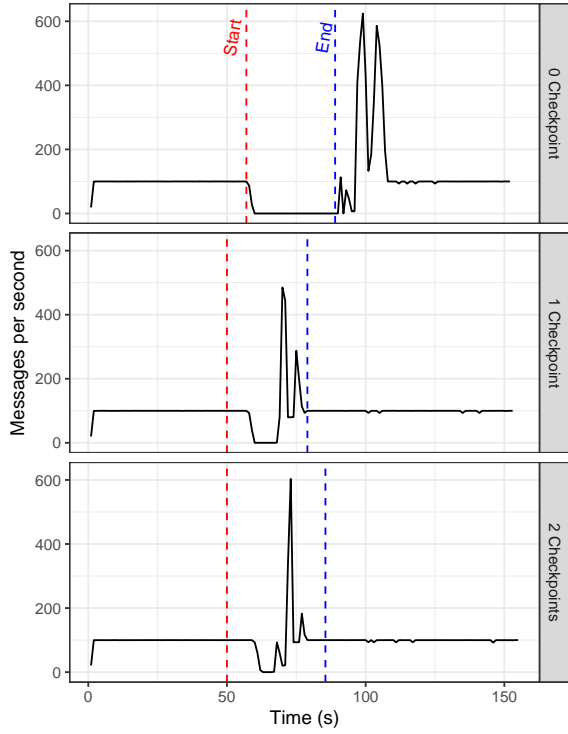 Messages per second
600
400
200
0
Start
End
0 Checkpoint
600
400
200
0
1 Checkpoint
600
400
200
0
2 Checkpoints
0
50
100
150
Time (s)